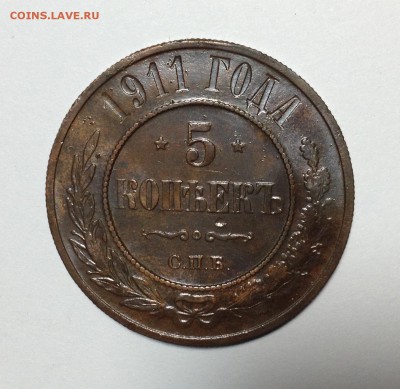 COINS.LAVE.RU
1911 ГОДА
5
КОПѢЕКЪ
С.П.Б.